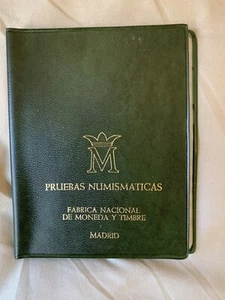 M
PRUEBAS NUMISMATICAS
FABRICA NACIONAL
DE MONEDA Y TIMBRE
MADRID